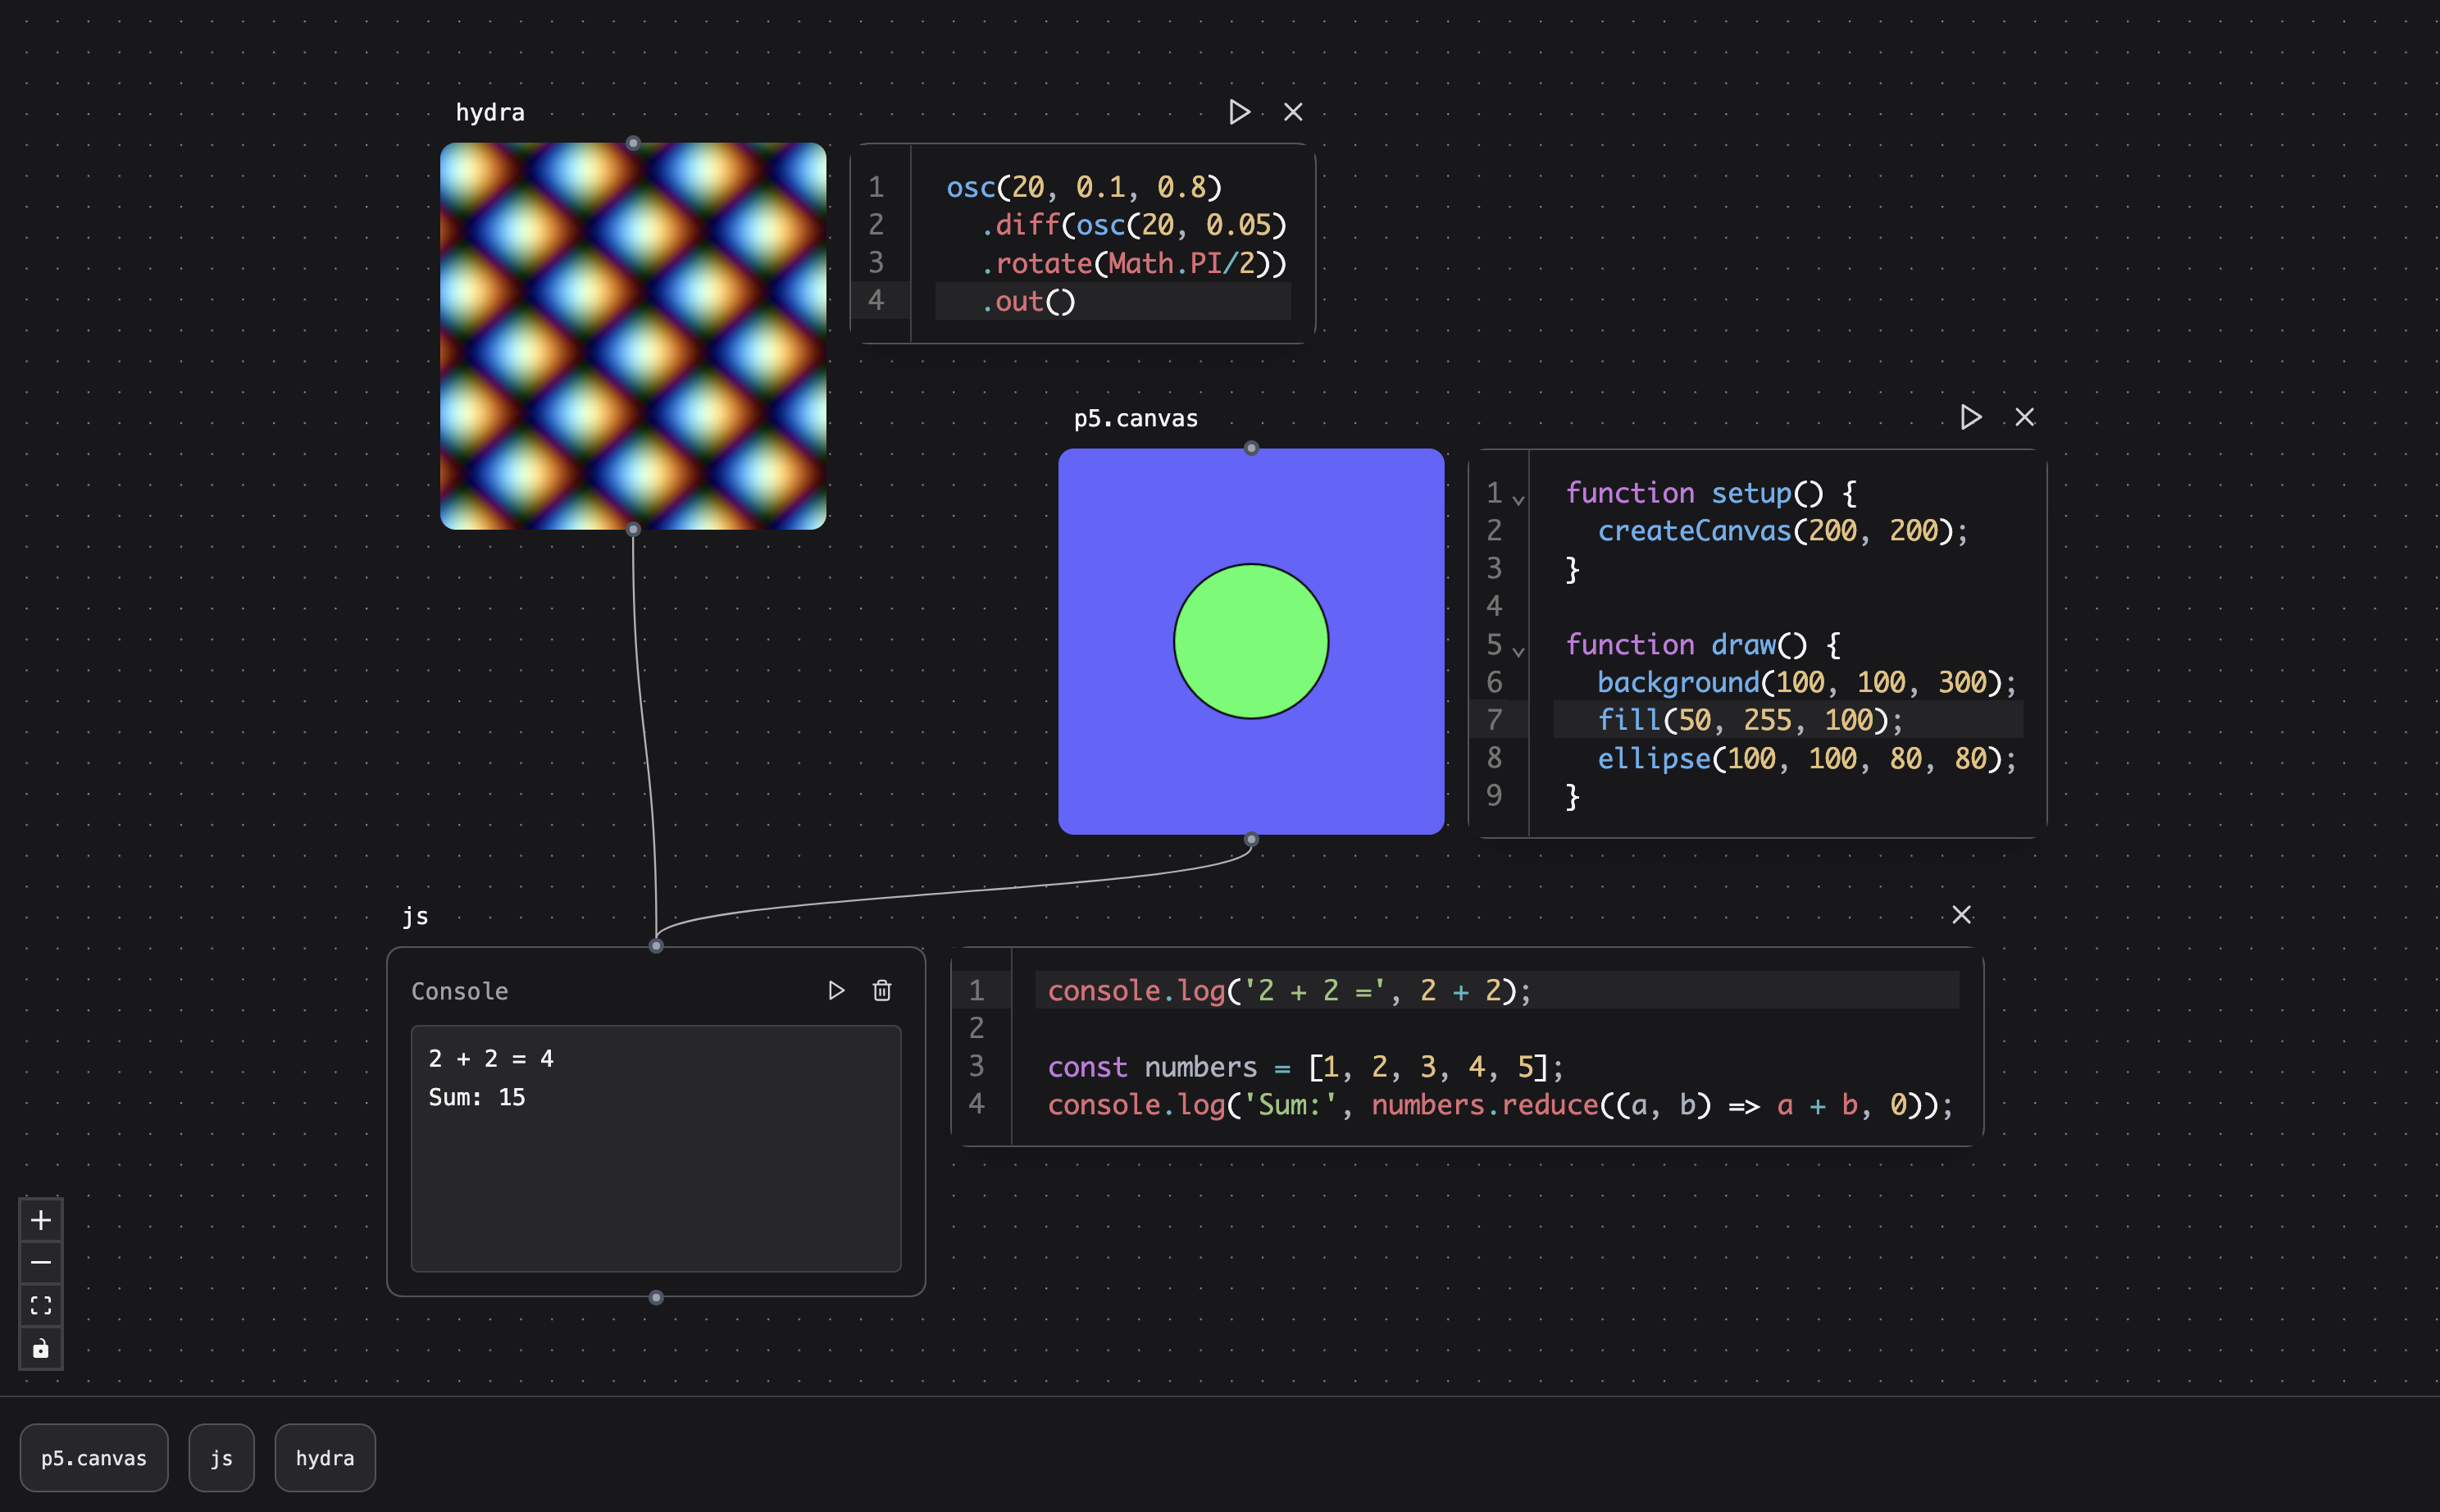 hydra
1 osc(20, 0.1, 0.8)
2 .diff(osc(20, 0.05)
3 .rotate(Math.PI/2))
4 .out()
p5.canvas
1 function setup() {
2 createCanvas(200, 200);
3 }
4
5 function draw() {
6 background(100, 100, 300);
7 fill(50, 255, 100);
8 ellipse(100, 100, 80, 80);
9 }
js
Console
2 + 2 = 4
Sum: 15
1 console.log('2 + 2 =', 2 + 2);
2
3 const numbers = [1, 2, 3, 4, 5];
4 console.log('Sum:', numbers.reduce((a, b) => a + b, 0));
p5.canvas
js
hydra